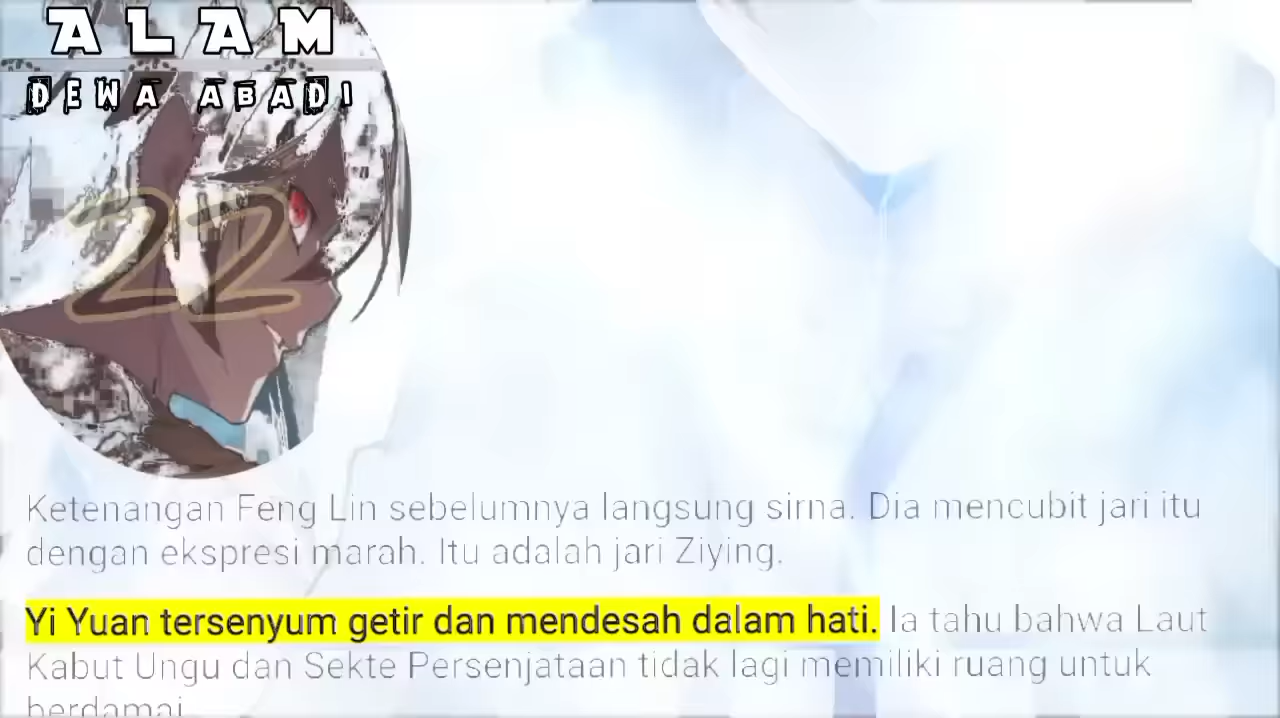 ALAM
DEWA ABADI
22
Ketenangan Feng Lin sebelumnya langsung sirna. Dia mencubit jari itu
dengan ekspresi marah. Itu adalah jari Ziying.
Yi Yuan tersenyum getir dan mendesah dalam hati. Ia tahu bahwa Laut
Kabut Ungu dan Sekte Persenjataan tidak lagi memiliki ruang untuk
berdamai.